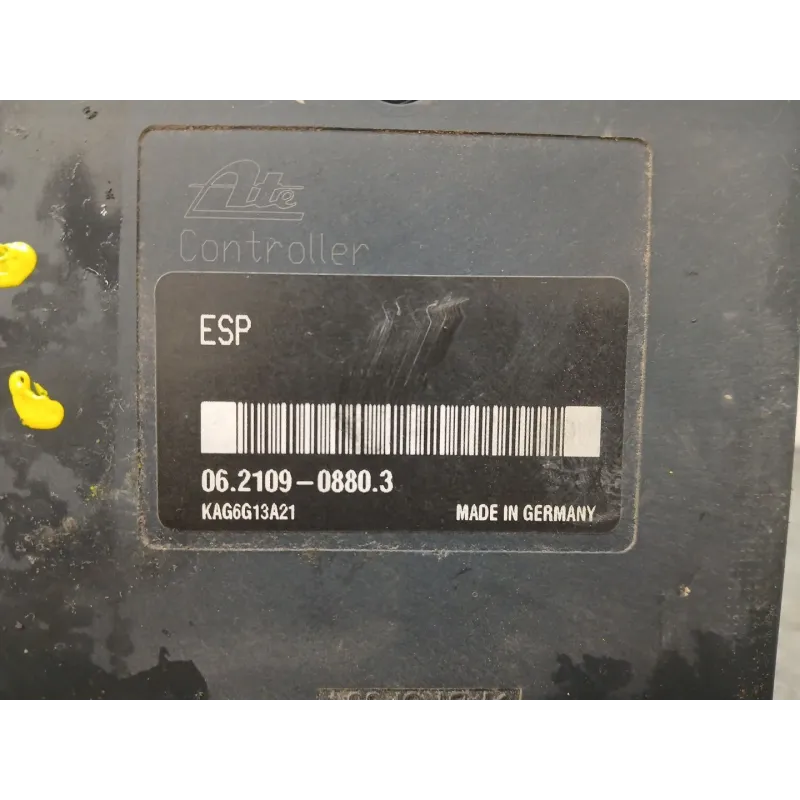 Ate
Controller
ESP
06.2109-0880.3
KAG6G13A21
MADE IN GERMANY